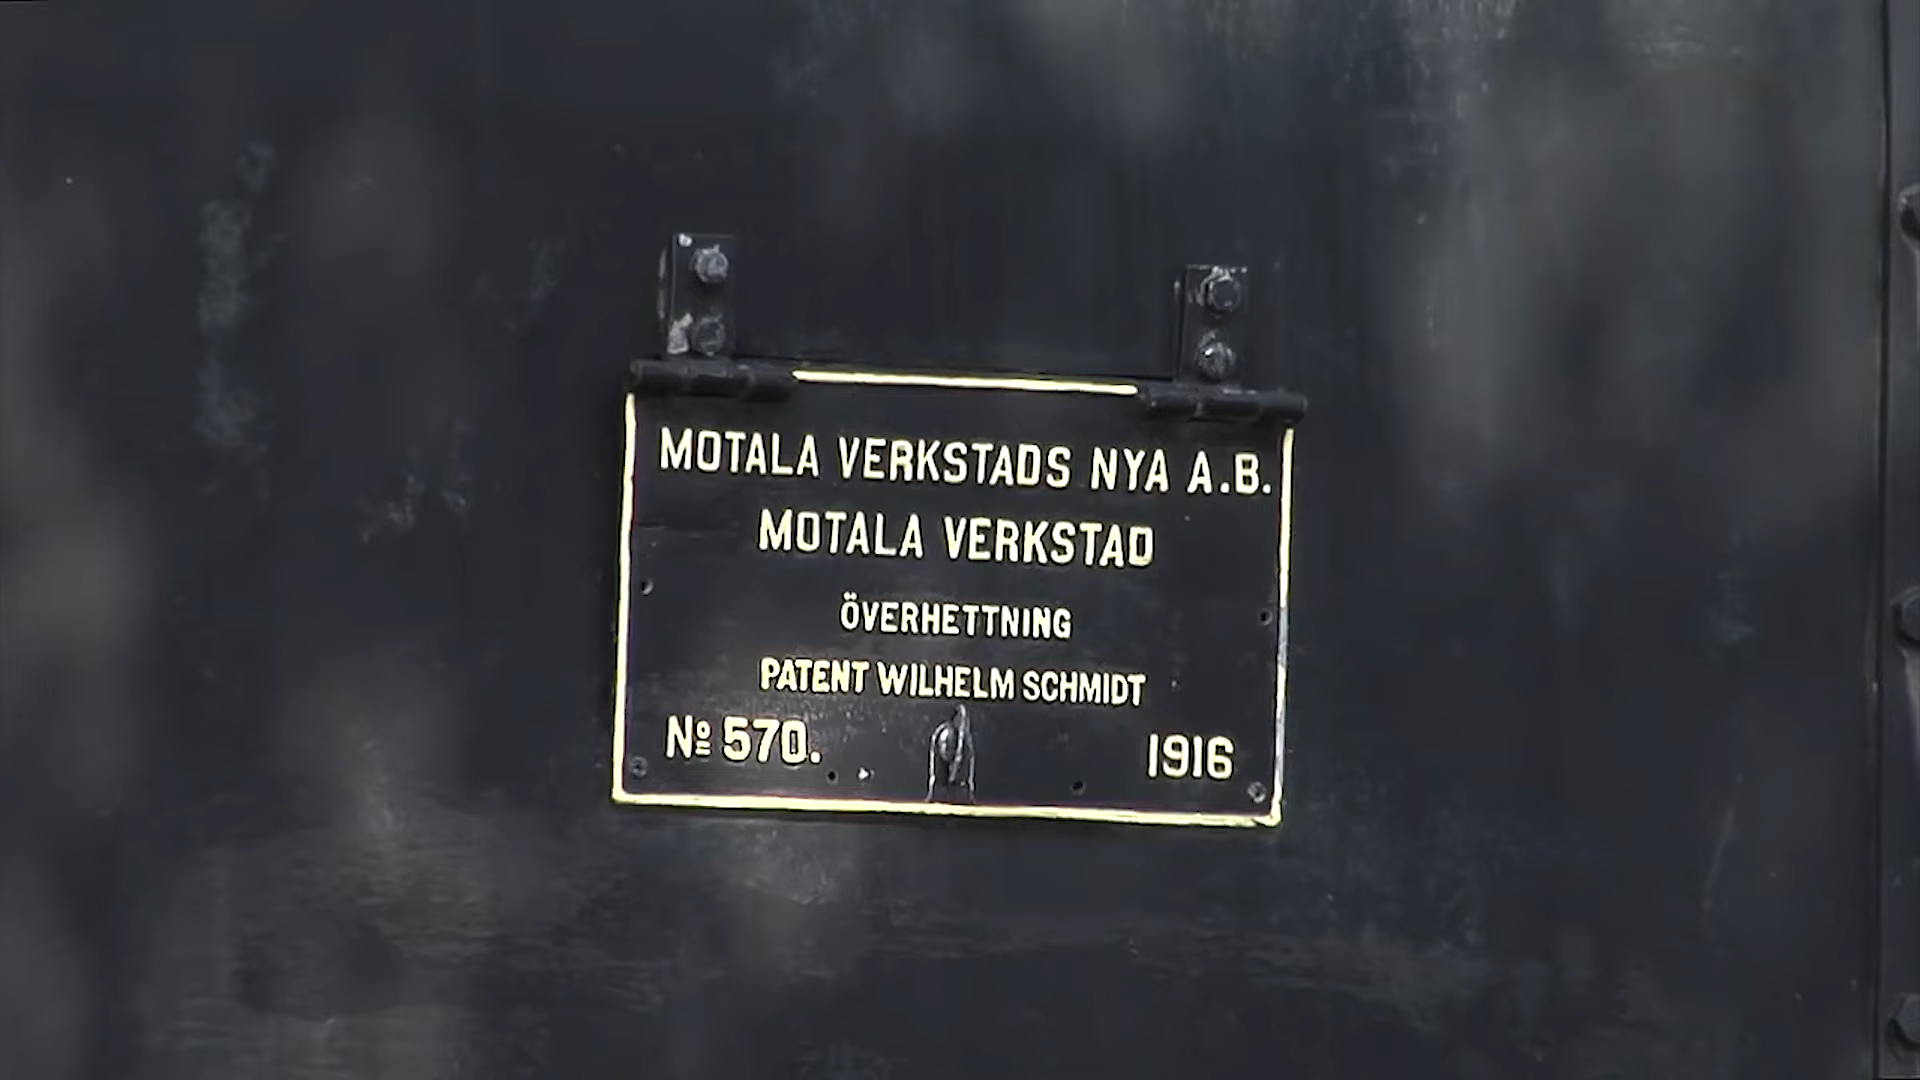 MOTALA VERKSTADS NYA A.B.
MOTALA VERKSTAD
ÖVERHETTNING
PATENT WILHELM SCHMIDT
Nº 570. 1916